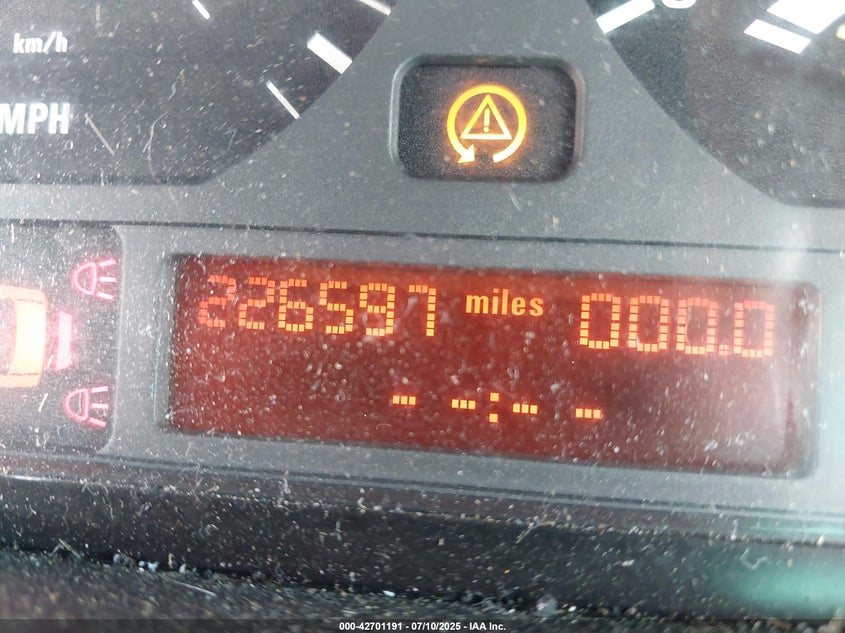 km/h
MPH
226597 miles 000.0
- -:- -
000-42701191 - 07/10/2025 - IAA Inc.